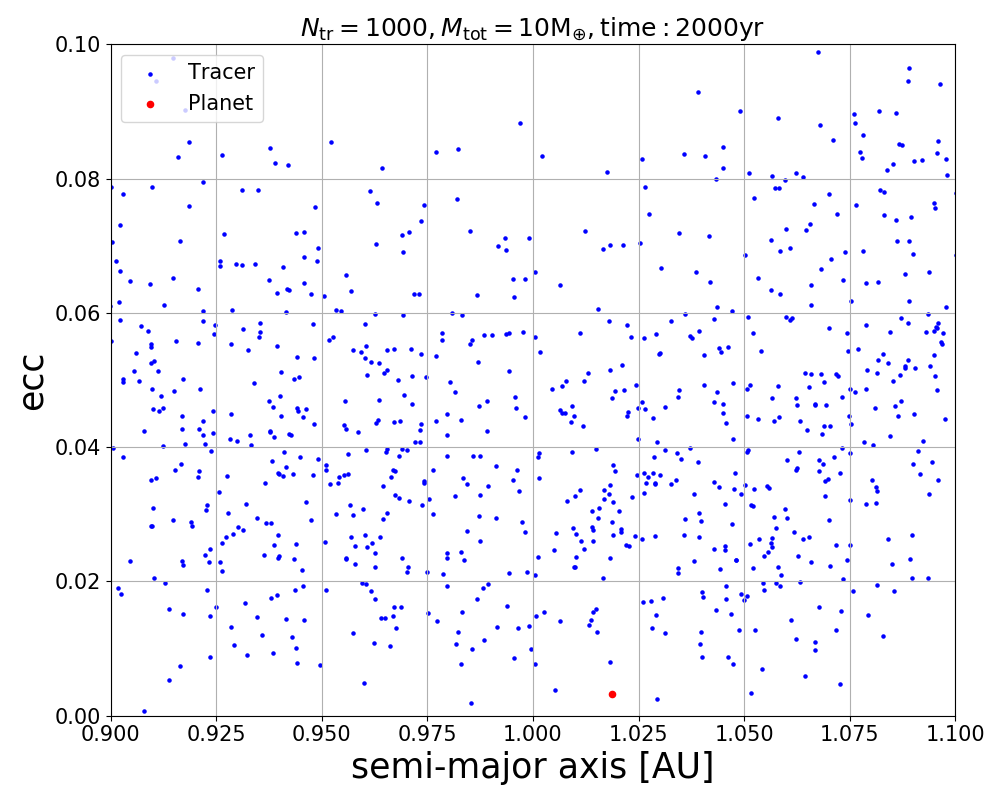 N_tr = 1000, M_tot = 10M_⊕, time : 2000yr
0.10
Tracer
Planet
0.08
0.06
ecc
0.04
0.02
0.00
0.900 0.925 0.950 0.975 1.000 1.025 1.050 1.075 1.100
semi-major axis [AU]